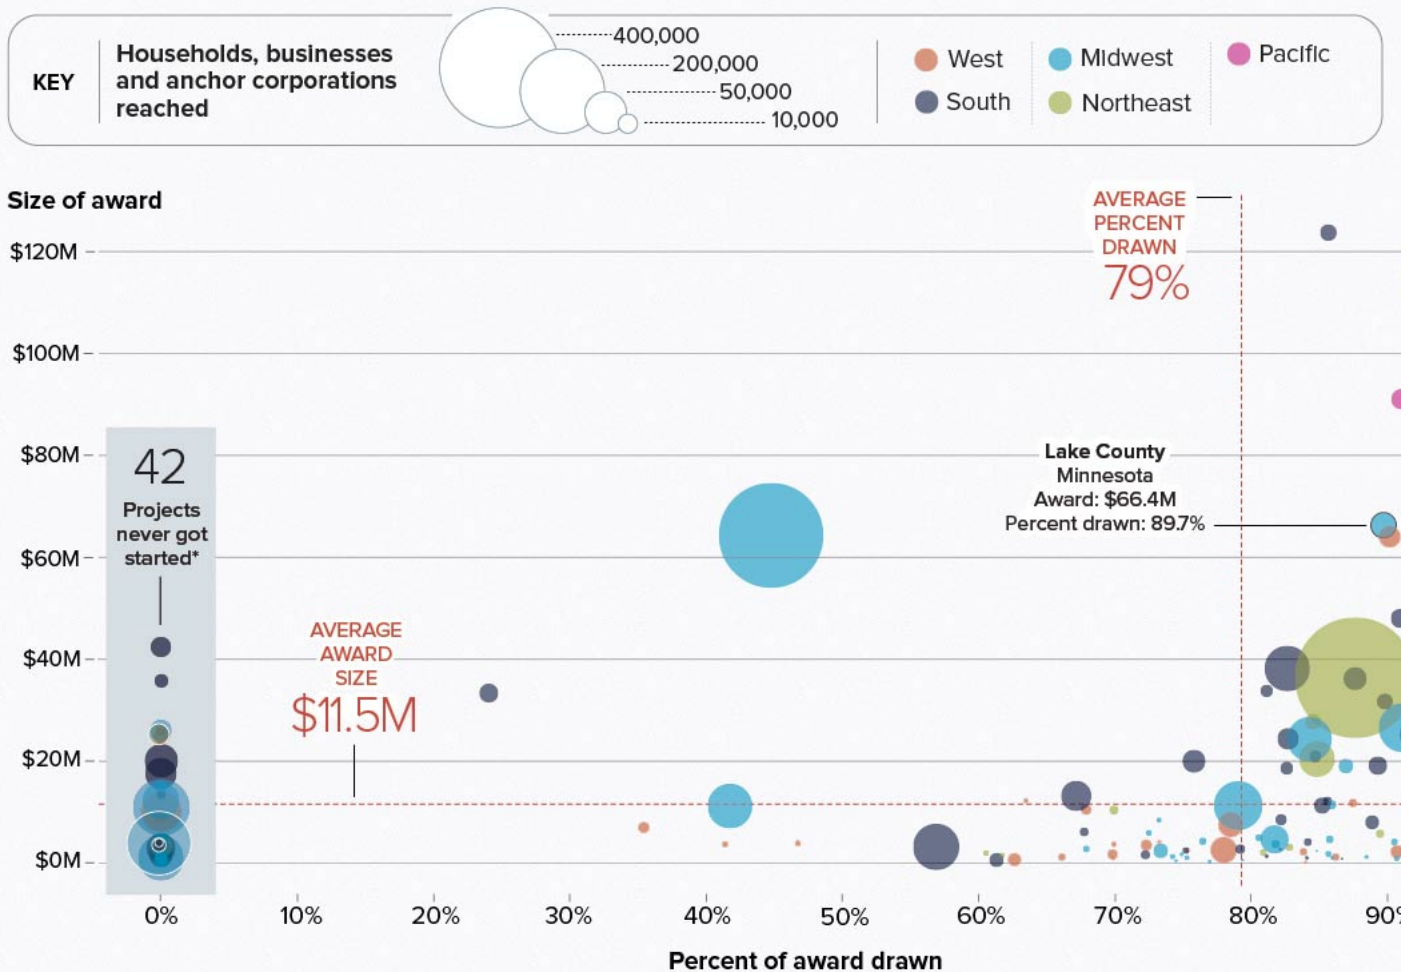 KEY
Households, businesses
and anchor corporations
reached
400,000
200,000
50,000
10,000
West
South
MIdwest
Northeast
Pacific
Size of award
$120M
$100M
$80M
$60M
$40M
$20M
$0M
42
Projects
never got
started*
AVERAGE
AWARD
SIZE
$11.5M
AVERAGE
PERCENT
DRAWN
79%
Lake County
Minnesota
Award: $66.4M
Percent drawn: 89.7%
0%
10%
20%
30%
40%
50%
60%
70%
80%
90%
Percent of award drawn